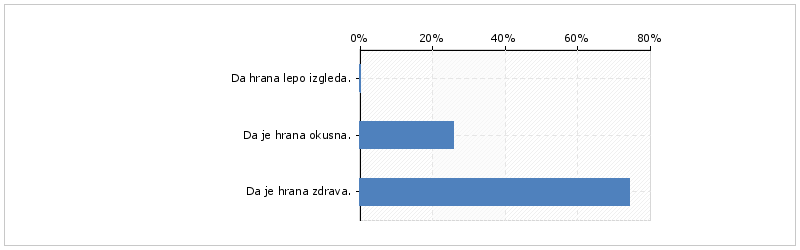 0% 20% 40% 60% 80%
Da hrana lepo izgleda.
Da je hrana okusna.
Da je hrana zdrava.